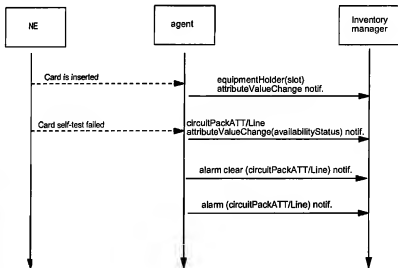 NE
agent
Inventory
manager
Card is inserted
equipmentHolder(slot)
attributeValueChange notif.
Card self-test failed
circuitPackATT/Line
attributeValueChange(availabilityStatus) notif.
alarm clear (circuitPackATT/Line) notif.
alarm (circuitPackATT/Line) notif.